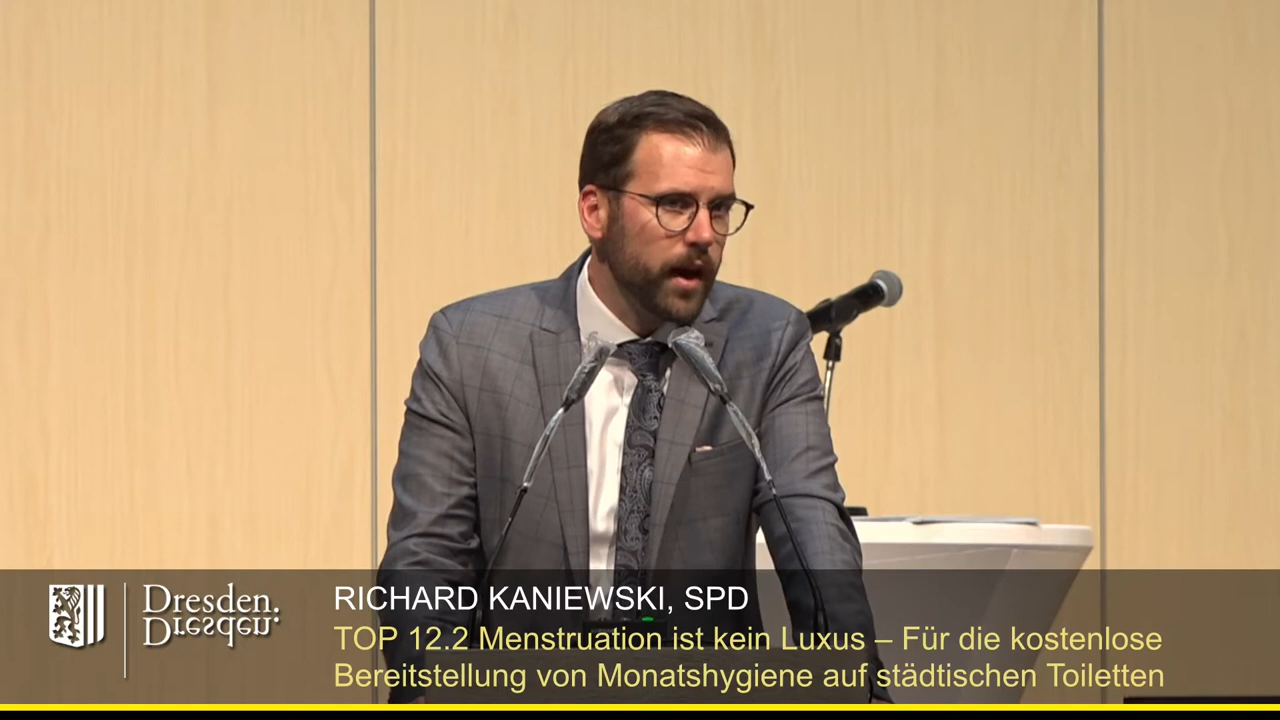 Dresden.
Dresden.
RICHARD KANIEWSKI, SPD
TOP 12.2 Menstruation ist kein Luxus – Für die kostenlose
Bereitstellung von Monatshygiene auf städtischen Toiletten